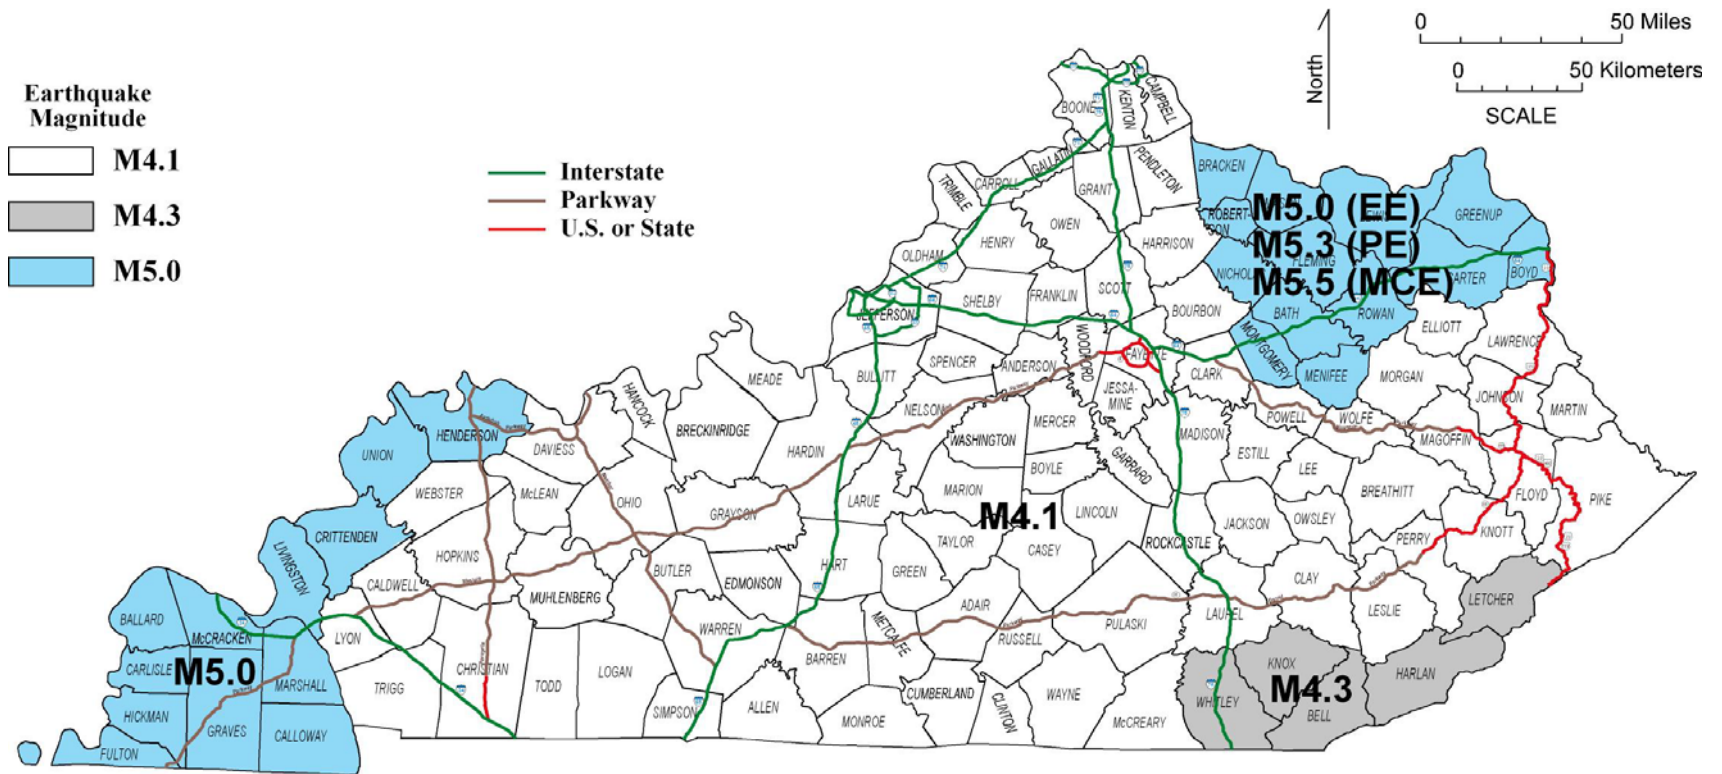 0 50 Miles
0 50 Kilometers
SCALE
North
Earthquake
Magnitude
M4.1
M4.3
M5.0
Interstate
Parkway
U.S. or State
BOONE
KENTON
CAMPBELL
GALLATIN
PENDLETON
CARROLL
GRANT
TRIMBLE
OWEN
HENRY
OLDHAM
HARRISON
BRACKEN
ROBERT-
SON
GREENUP
M5.0 (EE)
M5.3 (PE)
M5.5 (MCE)
FLEMING
BOYD
BATH
ROWAN
MONTGOMERY
MENIFEE
ELLIOTT
LAWRENCE
MORGAN
JOHNSON
MARTIN
JEFFERSON
SHELBY
FRANKLIN
SCOTT
BOURBON
WOODFORD
FAYETTE
CLARK
SPENCER
ANDERSON
BULLITT
MEADE
JESSA-
MINE
NELSON
MERCER
WASHINGTON
MADISON
POWELL
WOLFE
MAGOFFIN
HANCOCK
BRECKINRIDGE
HARDIN
BOYLE
GARRARD
ESTILL
LEE
BREATHITT
FLOYD
PIKE
HENDERSON
UNION
DAVIESS
WEBSTER
McLEAN
OHIO
GRAYSON
LARUE
MARION
M4.1
LINCOLN
JACKSON
OWSLEY
PERRY
KNOTT
CRITTENDEN
LIVINGSTON
HOPKINS
CALDWELL
BUTLER
EDMONSON
HART
TAYLOR
GREEN
CASEY
ROCKCASTLE
CLAY
LESLIE
LETCHER
MUHLENBERG
BALLARD
McCRACKEN
LYON
WARREN
METCALFE
ADAIR
RUSSELL
PULASKI
LAUREL
CARLISLE
M5.0
MARSHALL
TRIGG
CHRISTIAN
TODD
LOGAN
BARREN
CUMBERLAND
WAYNE
KNOX
M4.3
HARLAN
WHITLEY
BELL
HICKMAN
GRAVES
CALLOWAY
FULTON
SIMPSON
ALLEN
MONROE
CLINTON
McCREARY